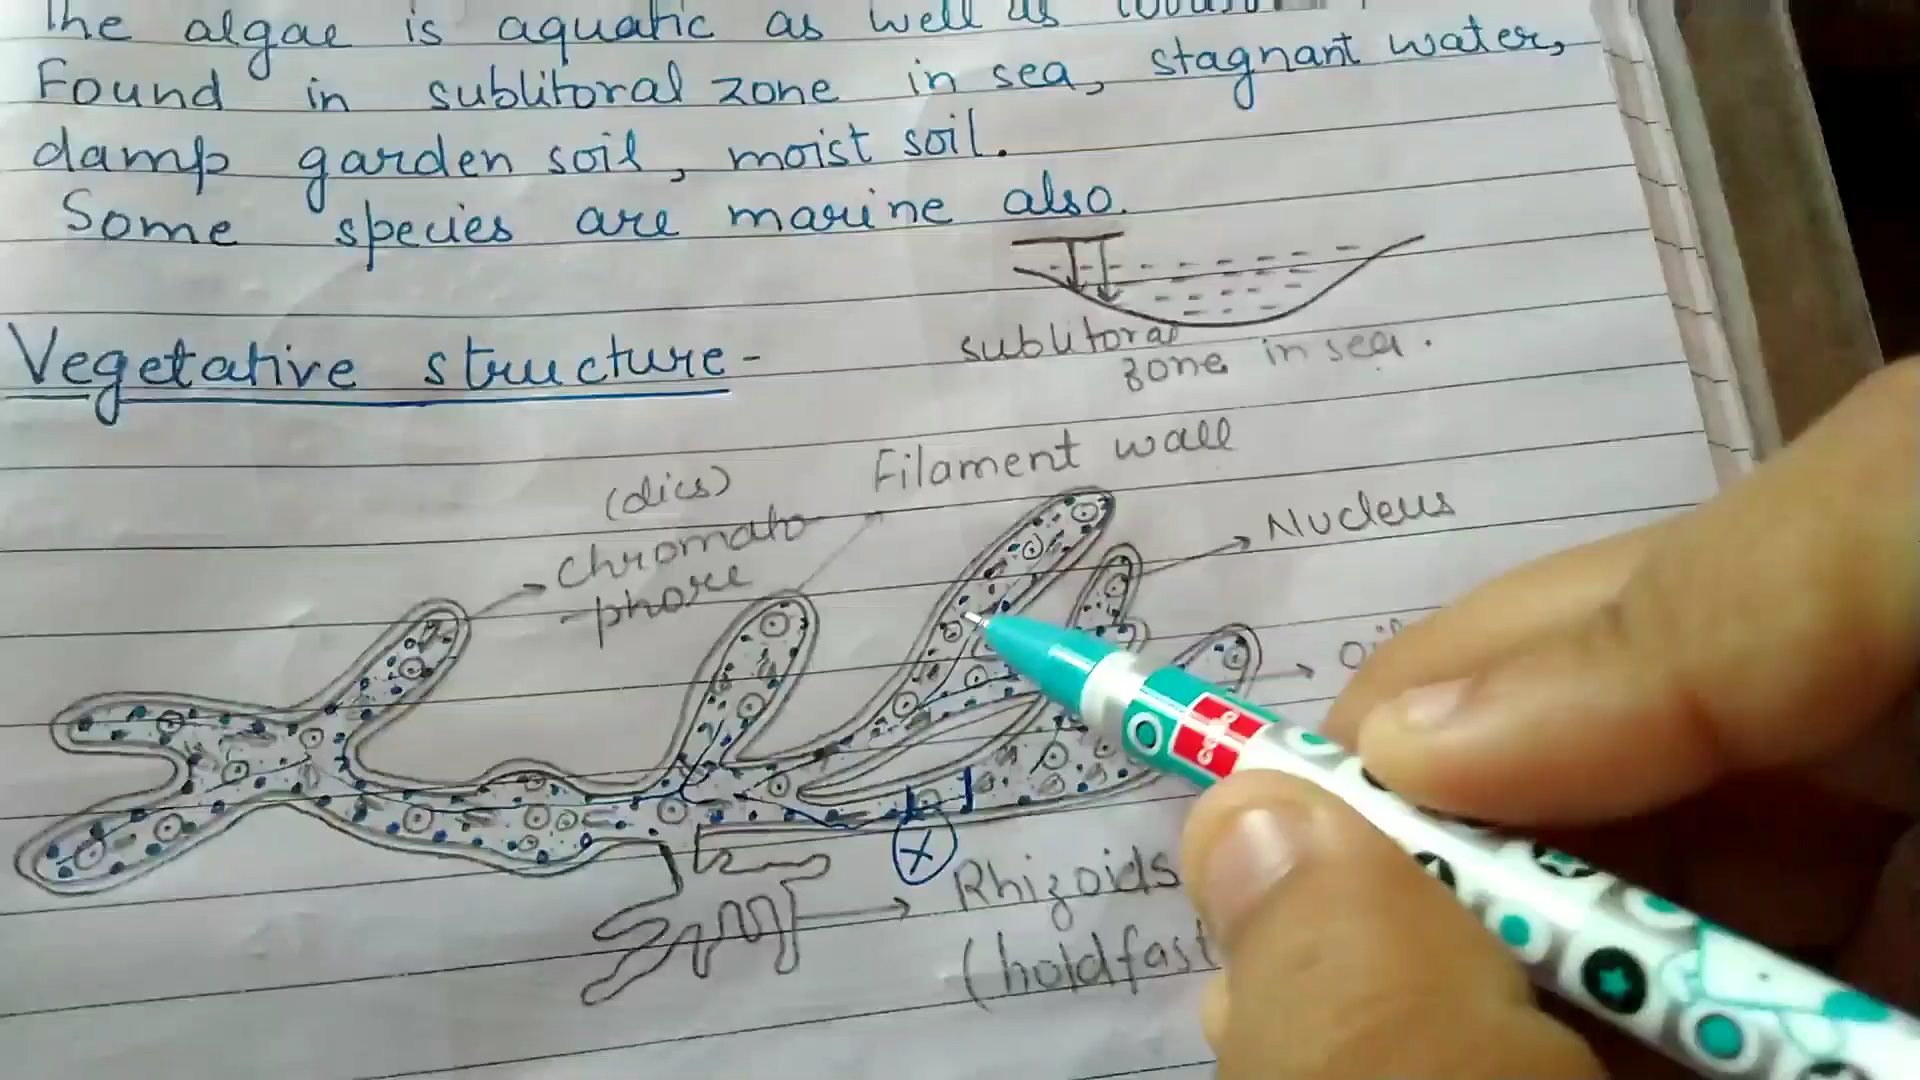 The algae is aquatic as well as
Found in sublitoral zone in sea, stagnant water,
damp garden soil, moist soil.
Some species are marine also.
sublitoral
zone in sea.
Vegetative structure-
Filament wall
(dics)
chromato
-phore
Nucleus
cello
Rhizoids
(holdfast